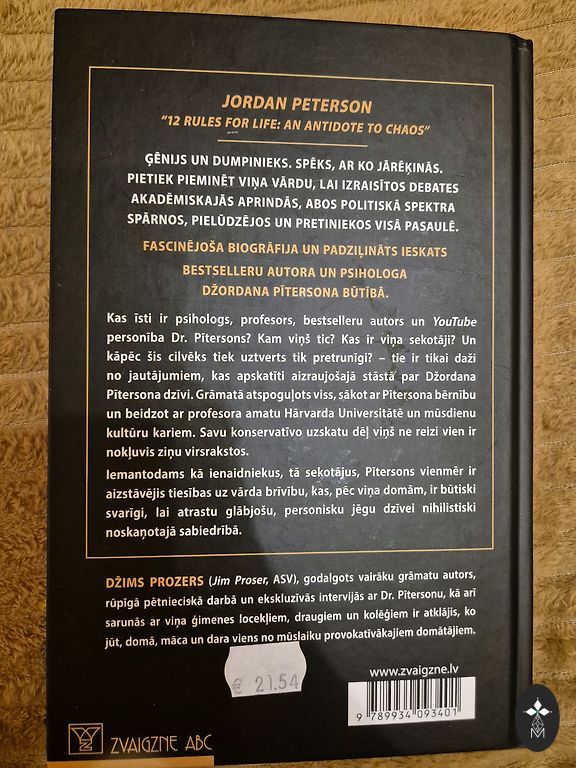 JORDAN PETERSON
"12 RULES FOR LIFE: AN ANTIDOTE TO CHAOS"
ĢĒNIJS UN DUMPINIEKS. SPĒKS, AR KO JĀRĒĶINĀS.
PIETIEK PIEMINĒT VIŅA VĀRDU, LAI IZRAISĪTOS DEBATES
AKADĒMISKAJĀS APRINDĀS, ABOS POLITISKĀ SPEKTRA
SPĀRNOS, PIELŪDZĒJOS UN PRETINIEKOS VISĀ PASAULĒ.
FASCINĒJOŠA BIOGRĀFIJA UN PADZIĻINĀTS IESKATS
BESTSELLERU AUTORA UN PSIHOLOGA
DŽORDANA PĪTERSONA BŪTĪBĀ.
Kas īsti ir psihologs, profesors, bestselleru autors un YouTube
personība Dr. Pītersons? Kam viņš tic? Kas ir viņa sekotāji? Un
kāpēc šis cilvēks tiek uztverts tik pretrunīgi? – tie ir tikai daži
no jautājumiem, kas apskatīti aizraujošajā stāstā par Džordana
Pītersona dzīvi. Grāmatā atspoguļots viss, sākot ar Pītersona bērnību
un beidzot ar profesora amatu Hārvarda Universitātē un mūsdienu
kultūru kariem. Savu konservatīvo uzskatu dēļ viņš ne reizi vien ir
nokļuvis ziņu virsrakstos.
Iemantodams kā ienaidniekus, tā sekotājus, Pītersons vienmēr ir
aizstāvējis tiesības uz vārda brīvību, kas, pēc viņa domām, ir būtiski
svarīgi, lai atrastu glābjošu, personisku jēgu dzīvei nihilistiski
noskaņotajā sabiedrībā.
DŽIMS PROZERS (Jim Proser, ASV), godalgots vairāku grāmatu autors,
rūpīgā pētnieciskā darbā un ekskluzīvās intervijās ar Dr. Pītersonu, kā arī
sarunās ar viņa ģimenes locekļiem, draugiem un kolēģiem ir atklājis, ko
jūt, domā, māca un dara viens no mūslaiku provokatīvākajiem domātājiem.
€ 21.54
www.zvaigzne.lv
9 789934 093401
ZVAIGZNE ABC